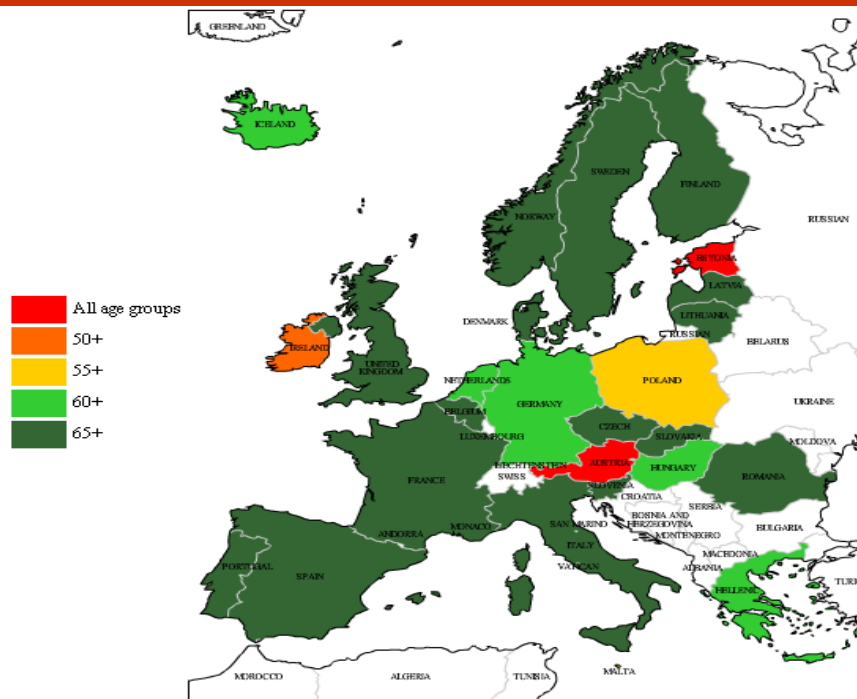 GREENLAND
ICELAND
SWEDEN
FINLAND
NORWAY
RUSSIAN
ESTONIA
LATVIA
LITHUANIA
RUSSIAN
DENMARK
BELARUS
All age groups
50+
55+
60+
65+
IRELAND
UNITED
KINGDOM
NETHERLANDS
POLAND
GERMANY
BELGIUM
UKRAINE
LUXEMBOURG
CZECH
SLOVAKIA
MOLDOVA
LIECHTENSTEIN
AUSTRIA
SWISS
HUNGARY
FRANCE
SLOVENIA
ROMANIA
CROATIA
SERBIA
BOSNIA AND
HERZEGOVINA
SAN MARINO
MONACO
ANDORRA
MONTENEGRO
BULGARIA
ITALY
MACEDONIA
PORTUGAL
SPAIN
VATICAN
ALBANIA
TUR
HELLENIC
MALTA
MOROCCO
ALGERIA
TUNISIA